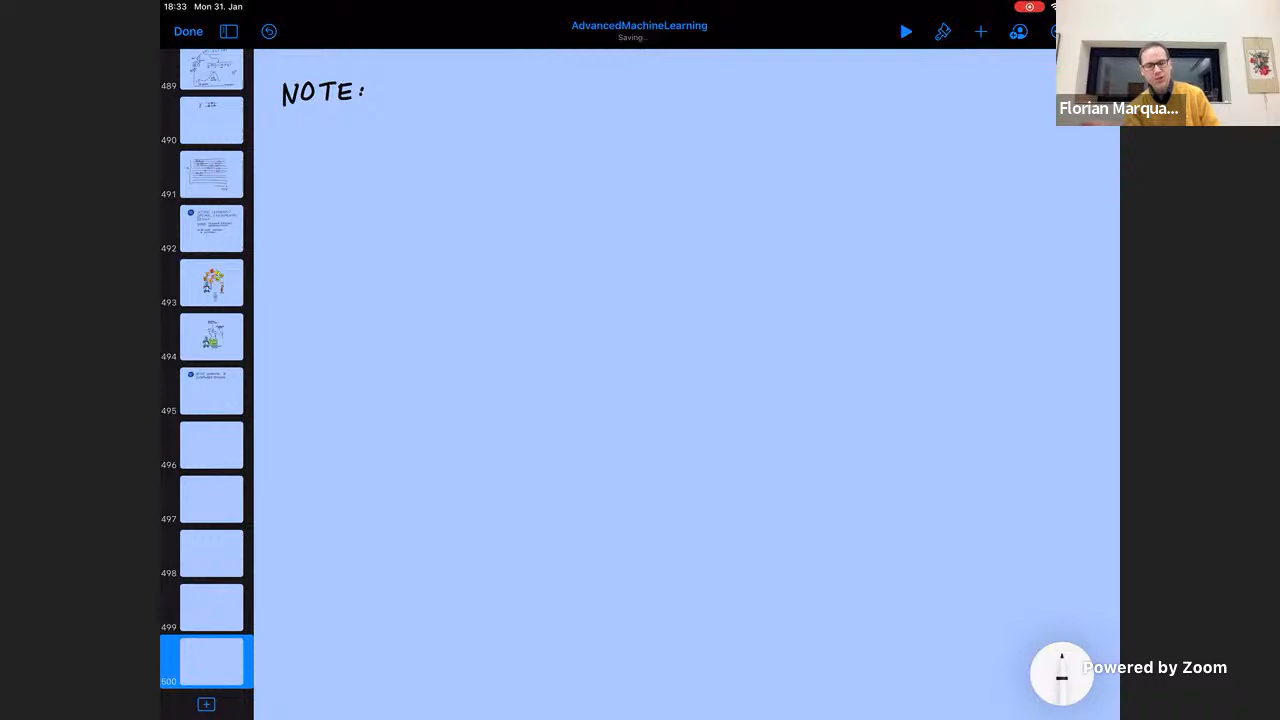 18:33 Mon 31. Jan
Done
AdvancedMachineLearning
Saving...
NOTE:
Florian Marqua...
489
490
491
492
493
494
495
496
497
498
499
500
Powered by Zoom